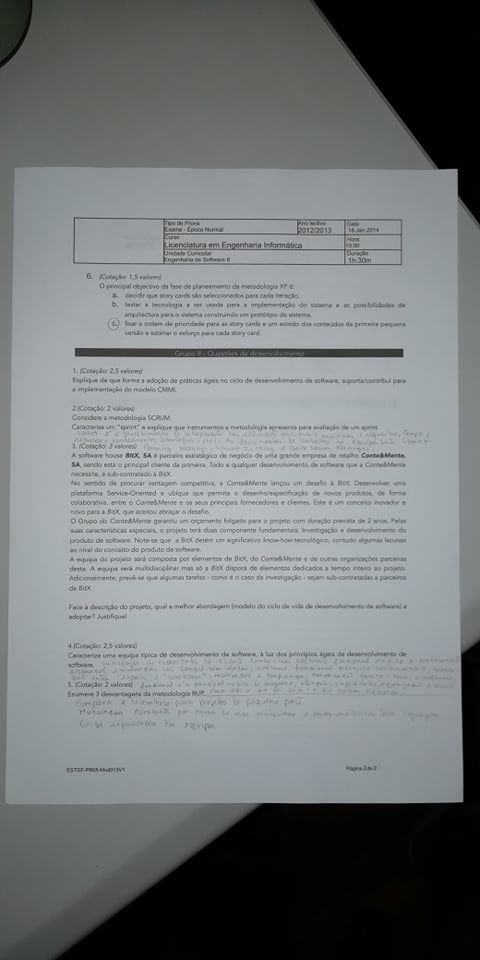 Tipo de Prova
Exame - Época Normal
Ano lectivo
2012/2013
Data
18.Jan.2014
Curso
Licenciatura em Engenharia Informática
Hora
10:00
Unidade Curricular
Engenharia de Software II
Duração
1h:30m
6. (Cotação: 1,5 valores)
O principal objectivo da fase de planeamento da metodologia XP é:
a. decidir que story cards são selecionados para cada iteração.
b. testar a tecnologia a ser usada para a implementação do sistema e as possibilidades da
arquitetura para o sistema construindo um protótipo do sistema.
c. fixar a ordem de prioridade para as story cards e um acordo dos conteúdos da primeira pequena
versão e estimar o esforço para cada story card.
Grupo II - Questões de desenvolvimento
1. (Cotação: 2,5 valores)
Explique de que forma a adoção de práticas ágeis no ciclo de desenvolvimento de software, suporta/contribui para
a implementação do modelo CMMI.
2.(Cotação: 2 valores)
Considere a metodologia SCRUM.
Caracterize um "sprint" e explique que instrumentos a metodologia apresenta para avaliação de um sprint.
3. (Cotação: 3 valores)
A software house BitX, SA é parceiro estratégico de negócio de uma grande empresa de retalho Conte&Mente,
SA, sendo esta o principal cliente da primeira. Todo e qualquer desenvolvimento de software que a Conte&Mente
necessite, é sub-contratado à BitX.
No sentido de procurar vantagem competitiva, a Conte&Mente lançou um desafio à BitX: Desenvolver uma
plataforma Service-Oriented e ubíqua que permita o desenho/especificação de novos produtos, de forma
colaborativa, entre o Conte&Mente e os seus principais fornecedores e clientes. Este é um conceito inovador e
novo para a BitX, que aceitou abraçar o desafio.
O Grupo do Conte&Mente garantiu um orçamento folgado para o projeto com duração prevista de 2 anos. Pelas
suas características especiais, o projeto terá duas componente fundamentais: Investigação e desenvolvimento do
produto de software. Note-se que a BitX detém um significativo know-how tecnológico, contudo algumas lacunas
ao nível do conceito do produto de software.
A equipa do projeto será composta por elementos da BitX, do Conte&Mente e de outras organizações parceiras
desta. A equipa será multidisciplinar mas só a BitX disporá de elementos dedicados a tempo inteiro ao projeto.
Adicionalmente, prevê-se que algumas tarefas - como é o caso da investigação - sejam sub-contratadas a parceiros
da BitX.
Face à descrição do projeto, qual a melhor abordagem (modelo do ciclo de vida de desenvolvimento de software) a
adoptar? Justifique!
4.(Cotação: 2,5 valores)
Caracterize uma equipa típica de desenvolvimento de software, à luz dos princípios ágeis de desenvolvimento de
software.
5. (Cotação: 2 valores)
Enumere 3 desvantagens da metodologia RUP.
Exige experiência da equipa
ESTGF-PR05-Mod013V1
Página 2 de 2